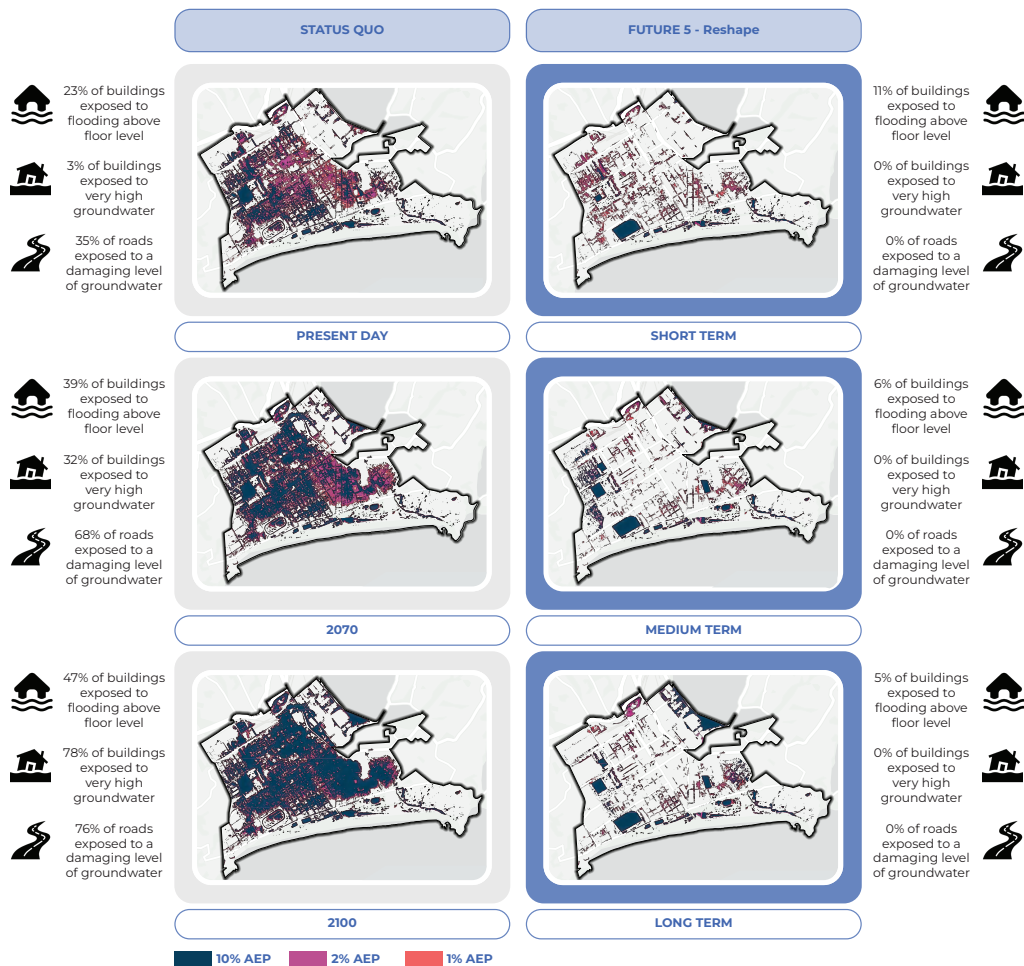 STATUS QUO
FUTURE 5 - Reshape
23% of buildings
exposed to
flooding above
floor level
3% of buildings
exposed to
very high
groundwater
35% of roads
exposed to a
damaging level
of groundwater
11% of buildings
exposed to
flooding above
floor level
0% of buildings
exposed to
very high
groundwater
0% of roads
exposed to a
damaging level
of groundwater
PRESENT DAY
SHORT TERM
39% of buildings
exposed to
flooding above
floor level
32% of buildings
exposed to
very high
groundwater
68% of roads
exposed to a
damaging level
of groundwater
6% of buildings
exposed to
flooding above
floor level
0% of buildings
exposed to
very high
groundwater
0% of roads
exposed to a
damaging level
of groundwater
2070
MEDIUM TERM
47% of buildings
exposed to
flooding above
floor level
78% of buildings
exposed to
very high
groundwater
76% of roads
exposed to a
damaging level
of groundwater
5% of buildings
exposed to
flooding above
floor level
0% of buildings
exposed to
very high
groundwater
0% of roads
exposed to a
damaging level
of groundwater
2100
LONG TERM
10% AEP
2% AEP
1% AEP